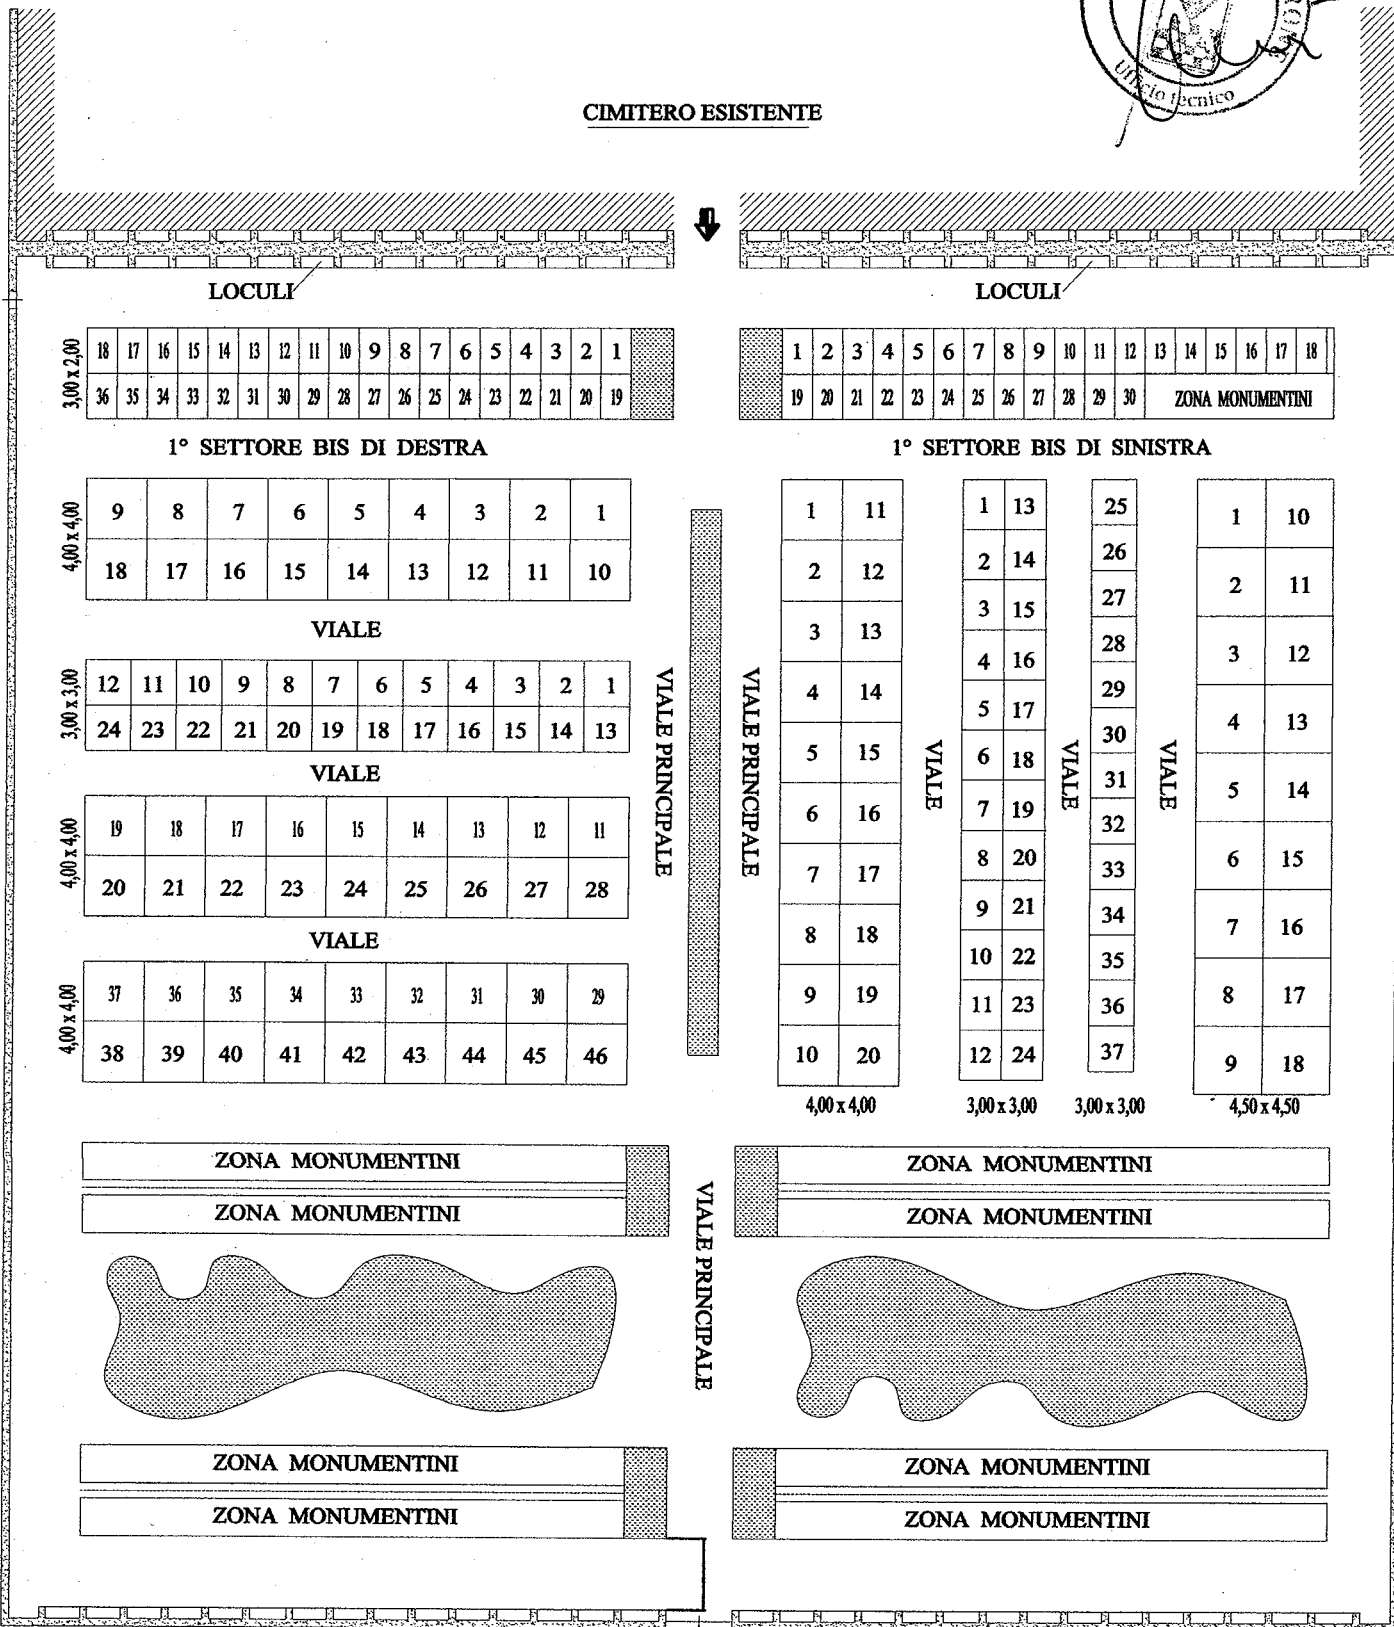 Ufficio tecnico
CIMITERO ESISTENTE
LOCULI
LOCULI
3,00 x 2,00
18 17 16 15 14 13 12 11 10 9 8 7 6 5 4 3 2 1
36 35 34 33 32 31 30 29 28 27 26 25 24 23 22 21 20 19
1 2 3 4 5 6 7 8 9 10 11 12 13 14 15 16 17 18
19 20 21 22 23 24 25 26 27 28 29 30 ZONA MONUMENTINI
1° SETTORE BIS DI DESTRA
1° SETTORE BIS DI SINISTRA
4,00 x 4,00
9 8 7 6 5 4 3 2 1
18 17 16 15 14 13 12 11 10
VIALE
3,00 x 3,00
12 11 10 9 8 7 6 5 4 3 2 1
24 23 22 21 20 19 18 17 16 15 14 13
VIALE
4,00 x 4,00
19 18 17 16 15 14 13 12 11
20 21 22 23 24 25 26 27 28
VIALE
4,00 x 4,00
37 36 35 34 33 32 31 30 29
38 39 40 41 42 43 44 45 46
VIALE PRINCIPALE
VIALE PRINCIPALE
1 11
2 12
3 13
4 14
5 15
6 16
7 17
8 18
9 19
10 20
4,00 x 4,00
VIALE
1 13
2 14
3 15
4 16
5 17
6 18
7 19
8 20
9 21
10 22
11 23
12 24
3,00 x 3,00
VIALE
25
26
27
28
29
30
31
32
33
34
35
36
37
3,00 x 3,00
VIALE
1 10
2 11
3 12
4 13
5 14
6 15
7 16
8 17
9 18
4,50 x 4,50
ZONA MONUMENTINI
ZONA MONUMENTINI
ZONA MONUMENTINI
ZONA MONUMENTINI
VIALE PRINCIPALE
ZONA MONUMENTINI
ZONA MONUMENTINI
ZONA MONUMENTINI
ZONA MONUMENTINI